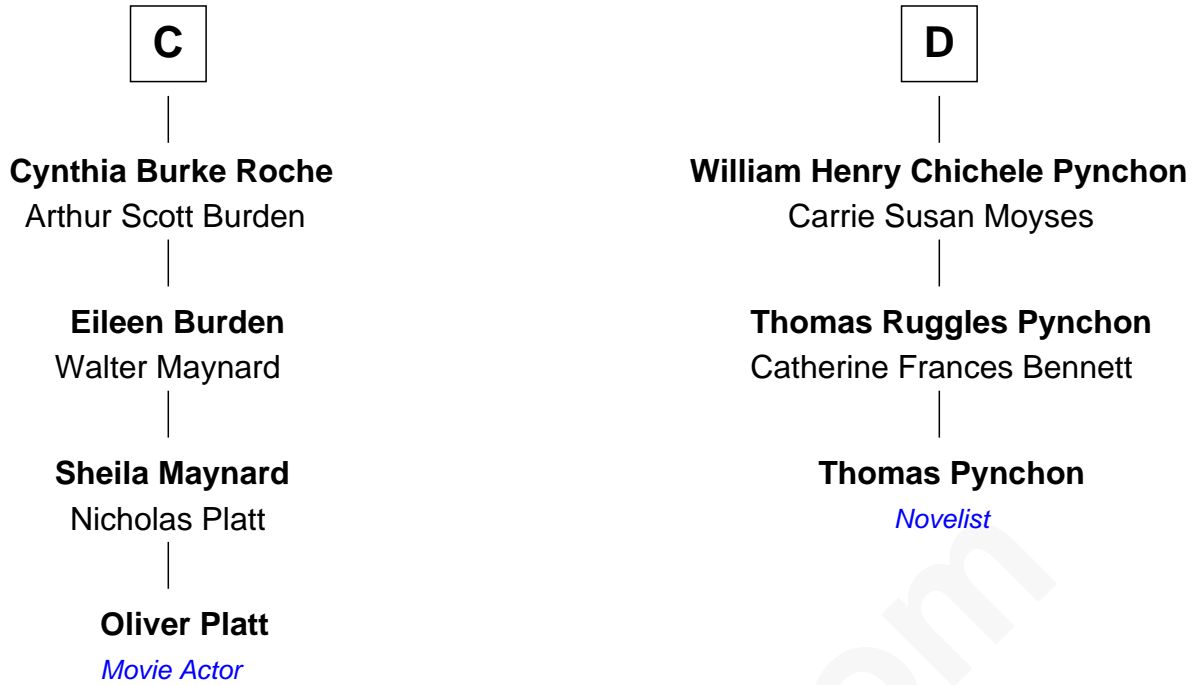 C
Cynthia Burke Roche
Arthur Scott Burden
Eileen Burden
Walter Maynard
Sheila Maynard
Nicholas Platt
Oliver Platt
Movie Actor
D
William Henry Chichele Pynchon
Carrie Susan Moyses
Thomas Ruggles Pynchon
Catherine Frances Bennett
Thomas Pynchon
Novelist
om